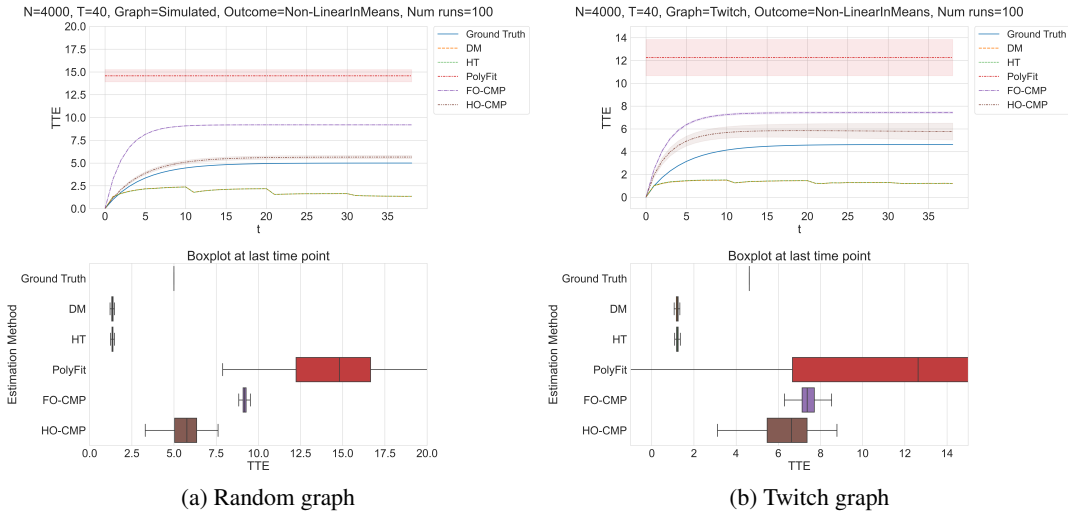 N=4000, T=40, Graph=Simulated, Outcome=Non-LinearInMeans, Num runs=100
20.0
17.5
15.0
12.5
10.0
7.5
5.0
2.5
0.0
TTE
0 5 10 15 20 25 30 35
t
Ground Truth
DM
HT
PolyFit
FO-CMP
HO-CMP
Boxplot at last time point
Estimation Method
Ground Truth
DM
HT
PolyFit
FO-CMP
HO-CMP
0.0 2.5 5.0 7.5 10.0 12.5 15.0 17.5 20.0
TTE
(a) Random graph
N=4000, T=40, Graph=Twitch, Outcome=Non-LinearInMeans, Num runs=100
14
12
10
8
6
4
2
0
TTE
0 5 10 15 20 25 30 35
t
Ground Truth
DM
HT
PolyFit
FO-CMP
HO-CMP
Boxplot at last time point
Estimation Method
Ground Truth
DM
HT
PolyFit
FO-CMP
HO-CMP
0 2 4 6 8 10 12 14
TTE
(b) Twitch graph